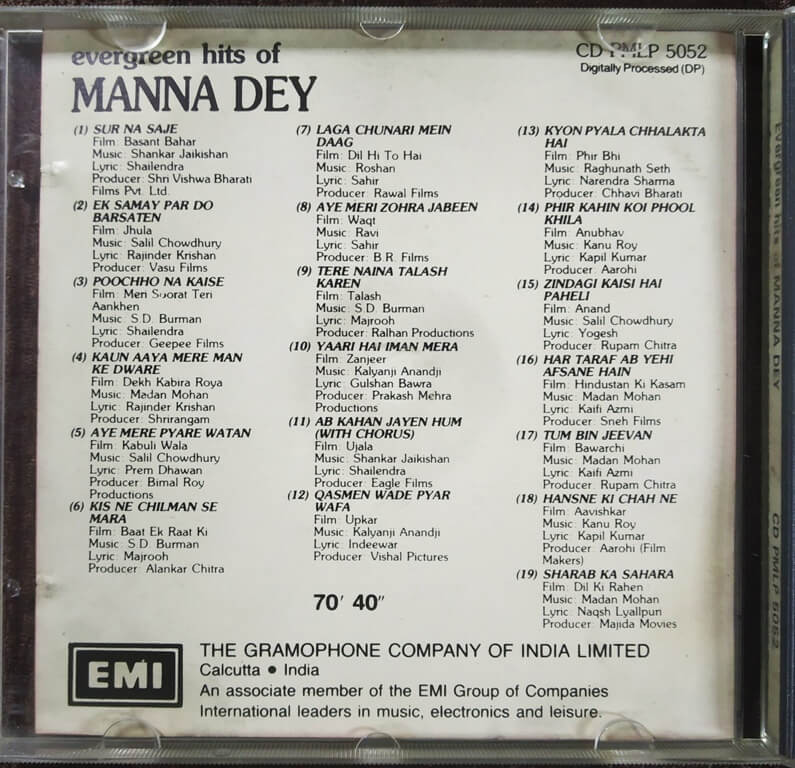 evergreen hits of
MANNA DEY
CD PMLP 5052
Digitally Processed (DP)
(1) SUR NA SAJE
Film: Basant Bahar
Music: Shankar Jaikishan
Lyric: Shailendra
Producer: Shri Vishwa Bharati
Films Pvt. Ltd.
(2) EK SAMAY PAR DO
BARSATEN
Film: Jhula
Music: Salil Chowdhury
Lyric: Rajinder Krishan
Producer: Vasu Films
(3) POOCHHO NA KAISE
Film: Meri Soorat Teri
Aankhen
Music: S.D. Burman
Lyric: Shailendra
Producer: Geepee Films
(4) KAUN AAYA MERE MAN
KE DWARE
Film: Dekh Kabira Roya
Music: Madan Mohan
Lyric: Rajinder Krishan
Producer: Shrirangam
(5) AYE MERE PYARE WATAN
Film: Kabuli Wala
Music: Salil Chowdhury
Lyric: Prem Dhawan
Producer: Bimal Roy
Productions
(6) KIS NE CHILMAN SE
MARA
Film: Baat Ek Raat Ki
Music: S.D. Burman
Lyric: Majrooh
Producer: Alankar Chitra
(7) LAGA CHUNARI MEIN
DAAG
Film: Dil Hi To Hai
Music: Roshan
Lyric: Sahir
Producer: Rawal Films
(8) AYE MERI ZOHRA JABEEN
Film: Waqt
Music: Ravi
Lyric: Sahir
Producer: B.R. Films
(9) TERE NAINA TALASH
KAREN
Film: Talash
Music: S.D. Burman
Lyric: Majrooh
Producer: Ralhan Productions
(10) YAARI HAI IMAN MERA
Film: Zanjeer
Music: Kalyanji Anandji
Lyric: Gulshan Bawra
Producer: Prakash Mehra
Productions
(11) AB KAHAN JAYEN HUM
(WITH CHORUS)
Film: Ujala
Music: Shankar Jaikishan
Lyric: Shailendra
Producer: Eagle Films
(12) QASMEN WADE PYAR
WAFA
Film: Upkar
Music: Kalyanji Anandji
Lyric: Indeewar
Producer: Vishal Pictures
(13) KYON PYALA CHHALAKTA
HAI
Film: Phir Bhi
Music: Raghunath Seth
Lyric: Narendra Sharma
Producer: Chhavi Bharati
(14) PHIR KAHIN KOI PHOOL
KHILA
Film: Anubhav
Music: Kanu Roy
Lyric: Kapil Kumar
Producer: Aarohi
(15) ZINDAGI KAISI HAI
PAHELI
Film: Anand
Music: Salil Chowdhury
Lyric: Yogesh
Producer: Rupam Chitra
(16) HAR TARAF AB YEHI
AFSANE HAIN
Film: Hindustan Ki Kasam
Music: Madan Mohan
Lyric: Kaifi Azmi
Producer: Sneh Films
(17) TUM BIN JEEVAN
Film: Bawarchi
Music: Madan Mohan
Lyric: Kaifi Azmi
Producer: Rupam Chitra
(18) HANSNE KI CHAH NE
Film: Aavishkar
Music: Kanu Roy
Lyric: Kapil Kumar
Producer: Aarohi (Film
Makers)
(19) SHARAB KA SAHARA
Film: Dil Ki Rahen
Music: Madan Mohan
Lyric: Naqsh Lyallpuri
Producer: Majida Movies
70' 40"
EMI
THE GRAMOPHONE COMPANY OF INDIA LIMITED
Calcutta • India
An associate member of the EMI Group of Companies
International leaders in music, electronics and leisure.
Evergreen hits of MANNA DEY
CD PMLP 5052